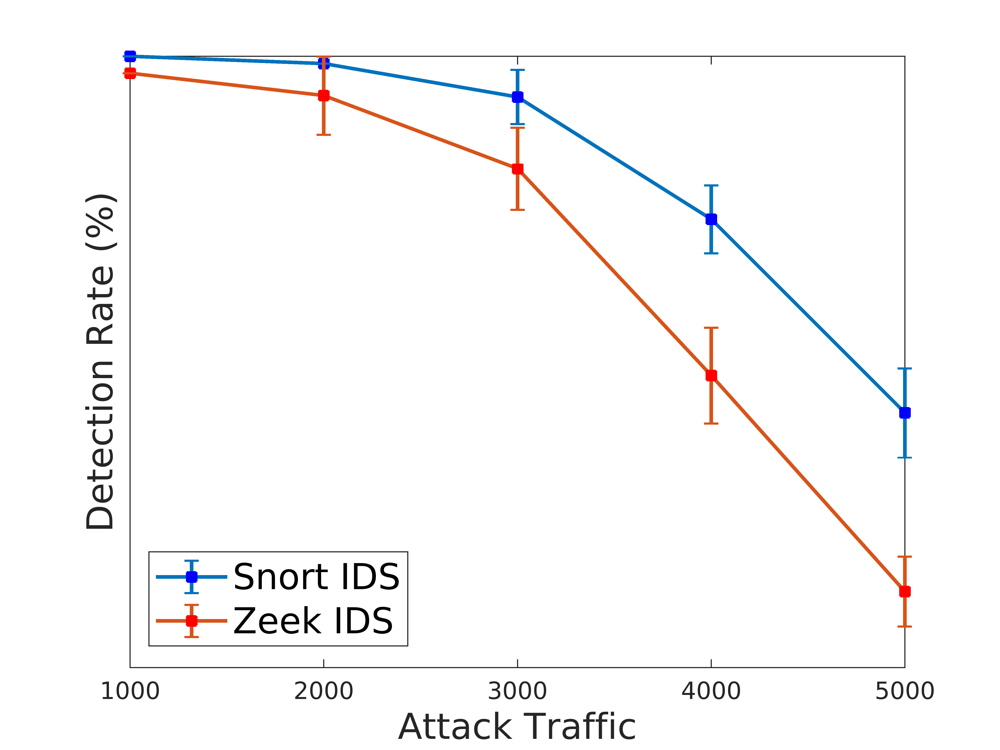 Detection Rate (%)
Snort IDS
Zeek IDS
1000 2000 3000 4000 5000
Attack Traffic